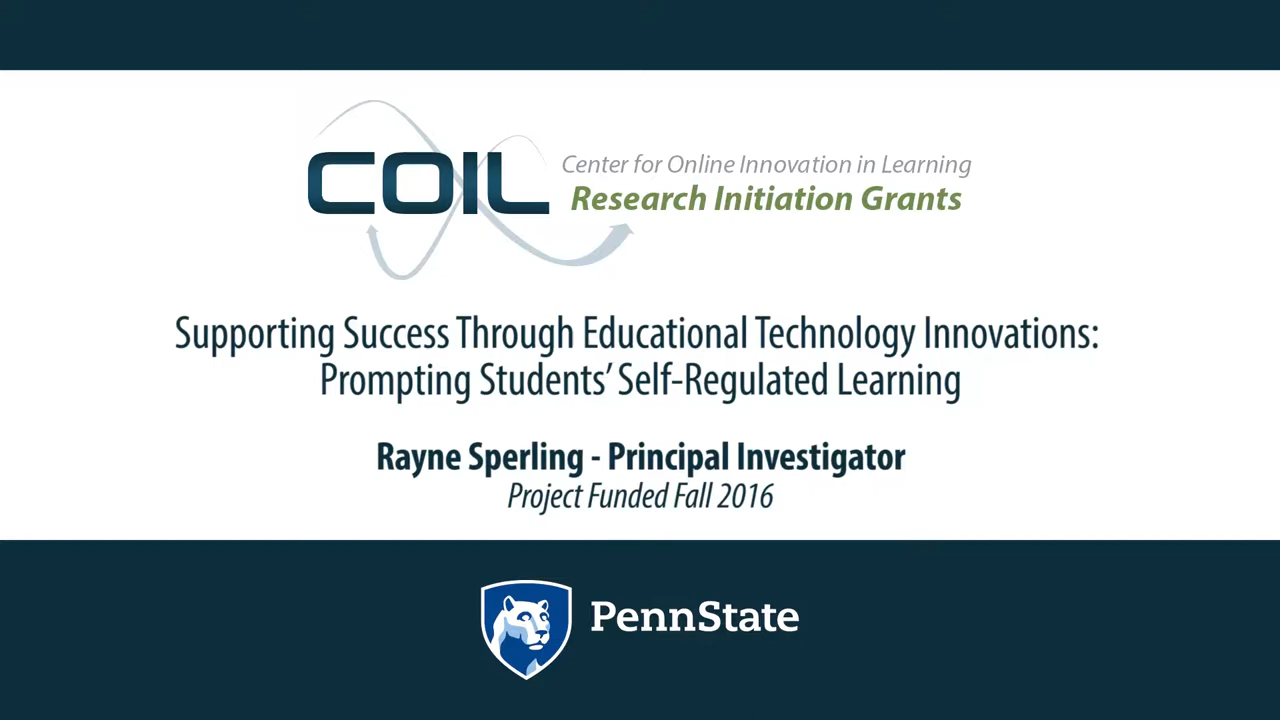 COIL
Center for Online Innovation in Learning
Research Initiation Grants
Supporting Success Through Educational Technology Innovations:
Prompting Students’ Self-Regulated Learning
Rayne Sperling - Principal Investigator
Project Funded Fall 2016
PennState